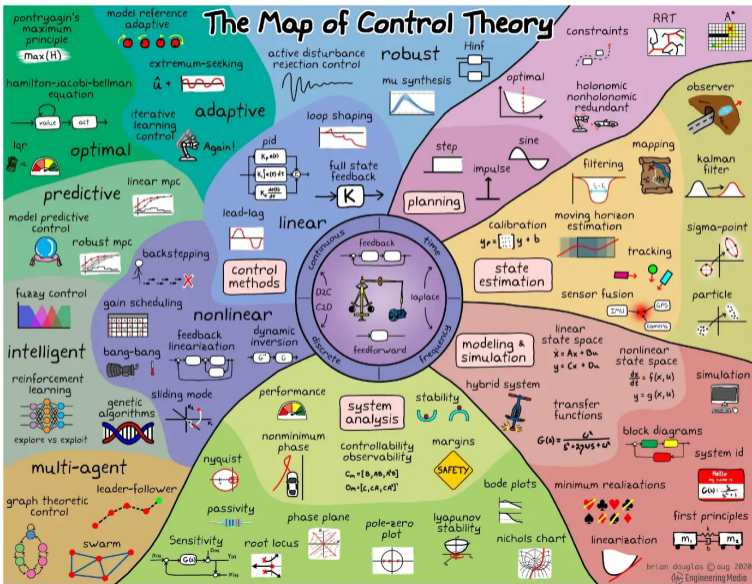 The Map of Control Theory
pontryagin's
maximum
principle
max(H)
model reference
adaptive
extremum-seeking
û +
hamilton-jacobi-bellman
equation
value
act
iterative
learning
control
Again!
adaptive
lqr
optimal
active disturbance
rejection control
robust
Hinf
mu synthesis
loop shaping
pid
full state
feedback
K
lead-lag
linear
control
methods
predictive
linear mpc
model predictive
control
robust mpc
fuzzy control
intelligent
reinforcement
learning
explore vs exploit
genetic
algorithms
backstepping
gain scheduling
nonlinear
bang-bang
feedback
linearization
dynamic
inversion
G⁻¹
G
sliding mode
multi-agent
graph theoretic
control
leader-follower
swarm
continuous
time
feedback
D2C
C2D
laplace
feedforward
discrete
frequency
constraints
RRT
A*
optimal
holonomic
nonholonomic
redundant
step
impulse
sine
planning
observer
mapping
filtering
kalman
filter
calibration
moving horizon
estimation
sigma-point
state
estimation
tracking
sensor fusion
IMU
GPS
camera
particle
modeling &
simulation
linear
state space
ẋ = Ax + Bu
y = Cx + Du
nonlinear
state space
dx/dt = f(x, u)
y = g(x, u)
simulation
hybrid system
transfer
functions
block diagrams
system id
Hello
my name is
minimum realizations
first principles
m₁
m₂
linearization
performance
system
analysis
stability
nonminimum
phase
controllability
observability
margins
SAFETY
nyquist
passivity
phase plane
pole-zero
plot
lyapunov
stability
bode plots
nichols chart
Sensitivity
G(s)
root locus
brian douglas © aug 2020
Engineering Media